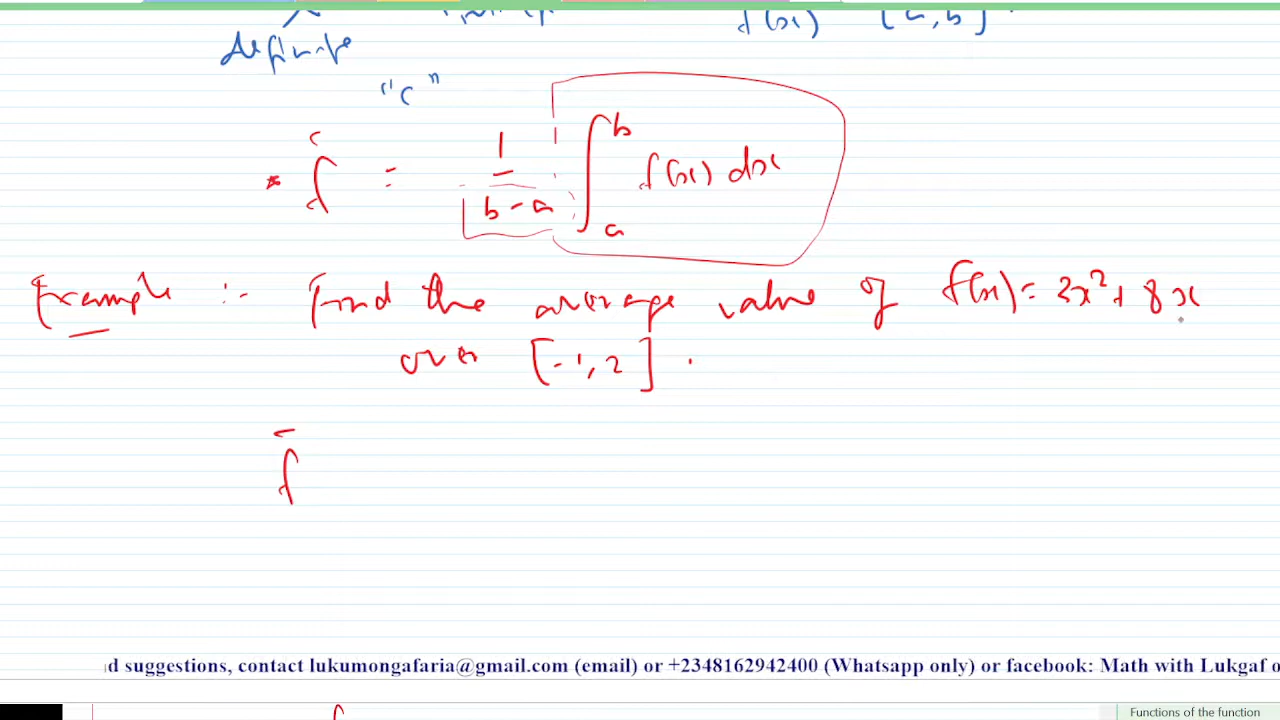 f(x) [a, b].
definite
"c"
* f̄ = 1/(b - a) ∫_a^b f(x) dx
Example :- Find the average value of f(x) = 3x² + 8x
over [-1, 2].
f̄
d suggestions, contact lukumongafaria@gmail.com (email) or +2348162942400 (Whatsapp only) or facebook: Math with Lukgaf o
Functions of the function